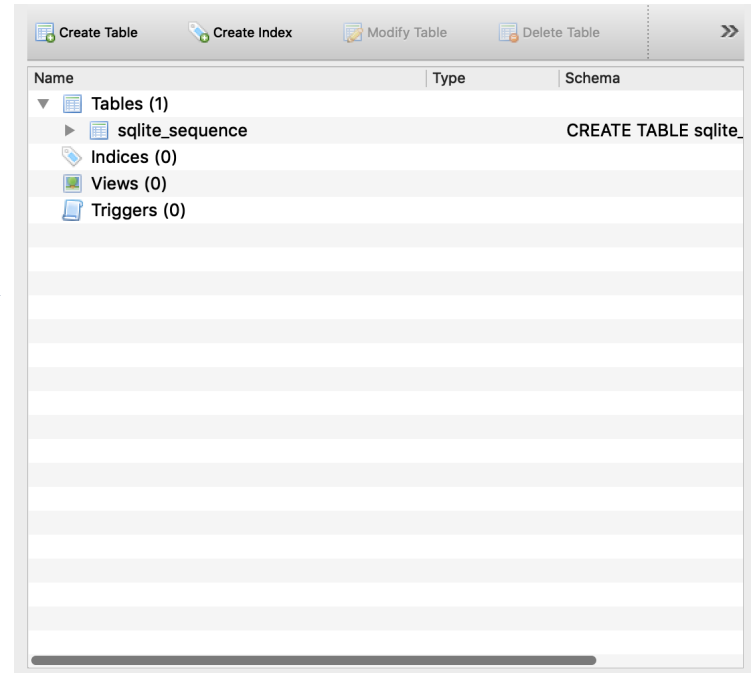 Create Table Create Index Modify Table Delete Table »
Name Type Schema
Tables (1)
sqlite_sequence CREATE TABLE sqlite_
Indices (0)
Views (0)
Triggers (0)